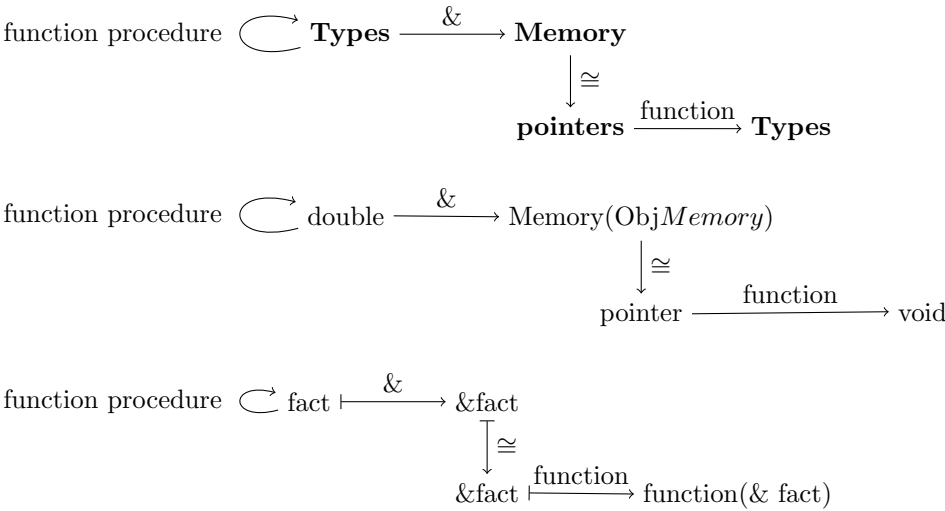 function procedure Types & Memory
≅
pointers function Types
function procedure double & Memory(ObjMemory)
≅
pointer function void
function procedure fact & &fact
≅
&fact function function(& fact)